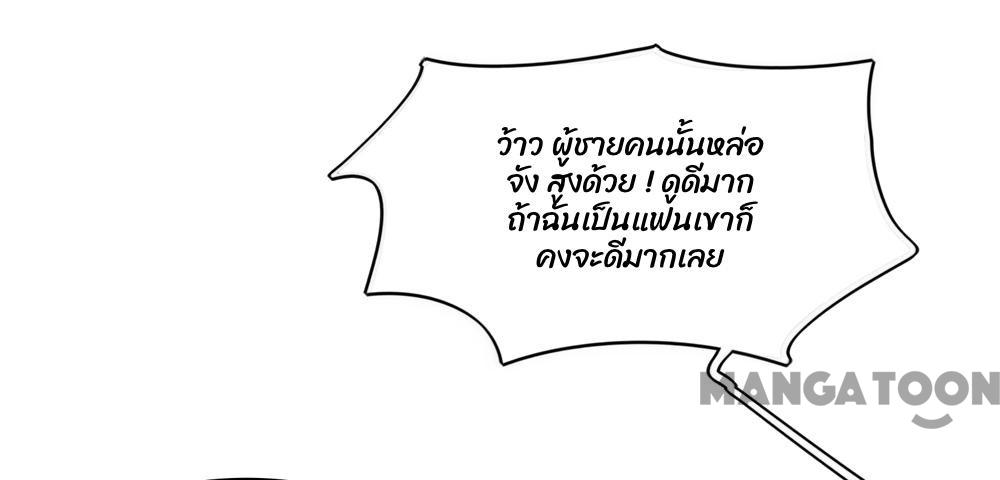 ว้าว ผู้ชายคนนั้นหล่อ
จัง สูงด้วย ! ดูดีมาก
ถ้าฉันเป็นแฟนเขาก็
คงจะดีมากเลย
MANGATOON